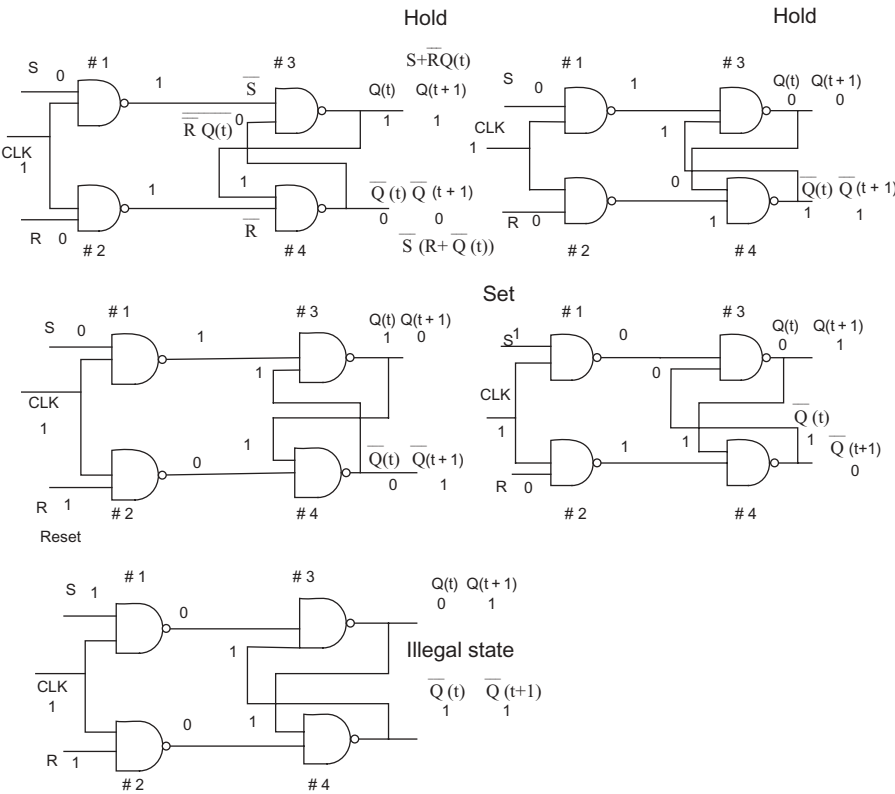 Hold
S+R̅Q(t)
# 1
# 3
S
0
1
S̅
Q(t) Q(t + 1)
R̅ Q(t)
0
1 1
CLK
1
1
1
Q̅(t) Q̅ (t + 1)
0 0
R
0
R̅
S̅ (R+ Q̅ (t))
# 2
# 4
Hold
# 1
# 3
S
0
1
Q(t) Q(t + 1)
0 0
CLK
1
1
0
Q̅(t) Q̅ (t + 1)
1 1
R
0
1
# 2
# 4
# 1
# 3
S
0
1
Q(t) Q(t + 1)
1 0
1
CLK
1
1
0
Q̅(t) Q̅(t + 1)
0 1
R
1
# 2
# 4
Reset
Set
# 1
# 3
S
1
0
Q(t) Q(t + 1)
0 1
0
CLK
1
Q̅ (t)
1
1
1
Q̅ (t+1)
0
R
0
# 2
# 4
# 1
# 3
S
1
0
Q(t) Q(t + 1)
0 1
1
Illegal state
CLK
1
Q̅ (t) Q̅ (t+1)
1 1
0
1
R
1
# 2
# 4